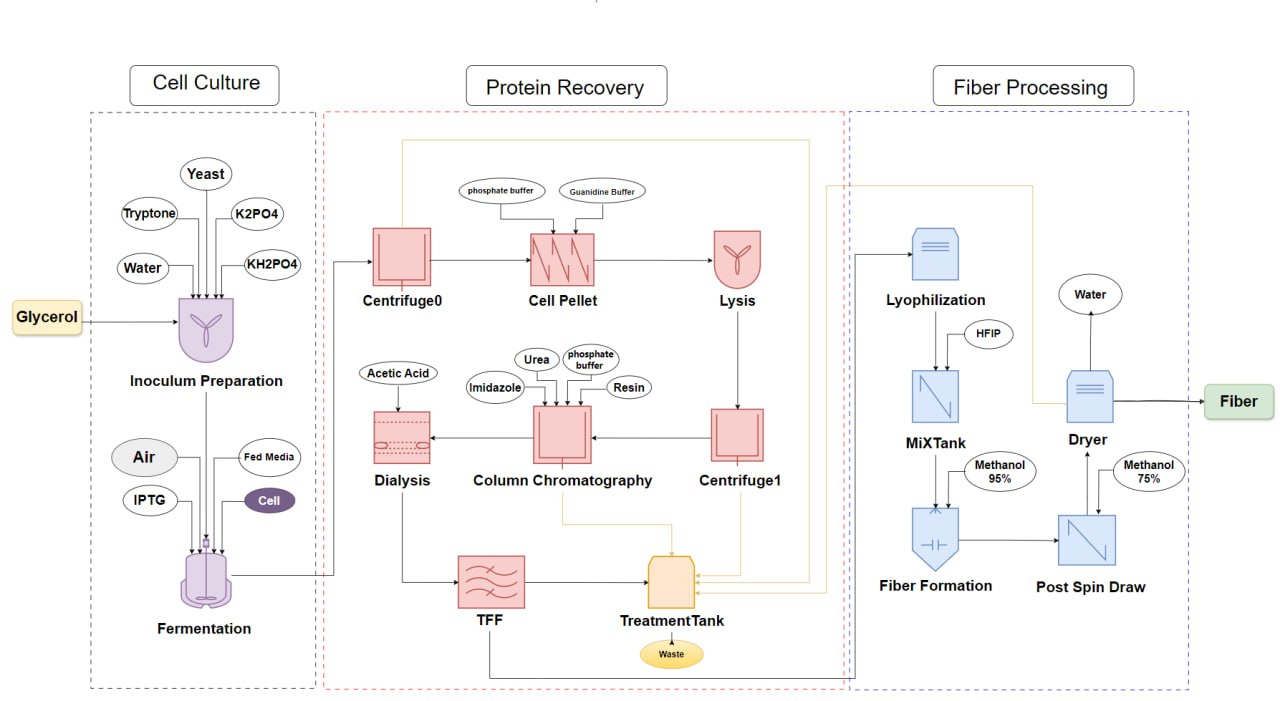 Cell Culture
Protein Recovery
Fiber Processing
Yeast
Tryptone
K2PO4
Water
KH2PO4
Glycerol
Inoculum Preparation
Air
Fed Media
IPTG
Cell
Fermentation
phosphate buffer
Guanidine Buffer
Centrifuge0
Cell Pellet
Lysis
Acetic Acid
Urea
phosphate
buffer
Imidazole
Resin
Dialysis
Column Chromatography
Centrifuge1
TFF
TreatmentTank
Waste
Lyophilization
HFIP
MiXTank
Methanol
95%
Fiber Formation
Water
Dryer
Fiber
Methanol
75%
Post Spin Draw